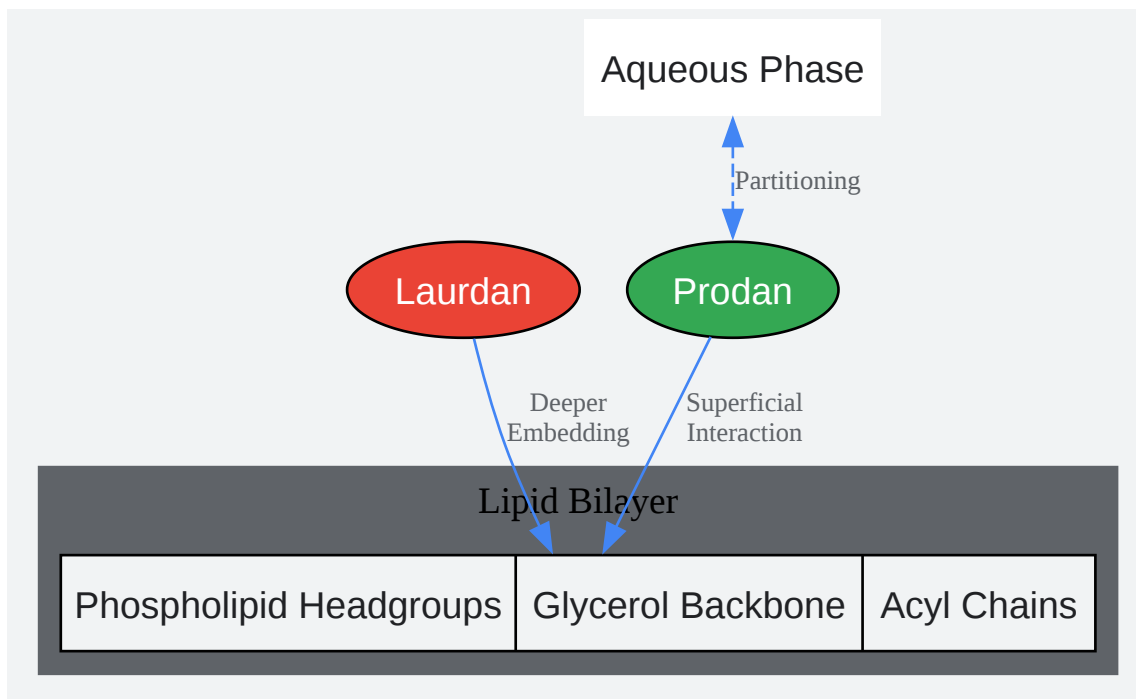 Aqueous Phase
Partitioning
Laurdan
Prodan
Deeper
Embedding
Superficial
Interaction
Lipid Bilayer
Phospholipid Headgroups
Glycerol Backbone
Acyl Chains